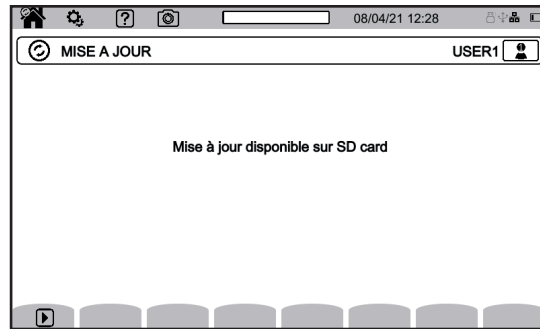 08/04/21 12:28
MISE A JOUR
USER1
Mise à jour disponible sur SD card